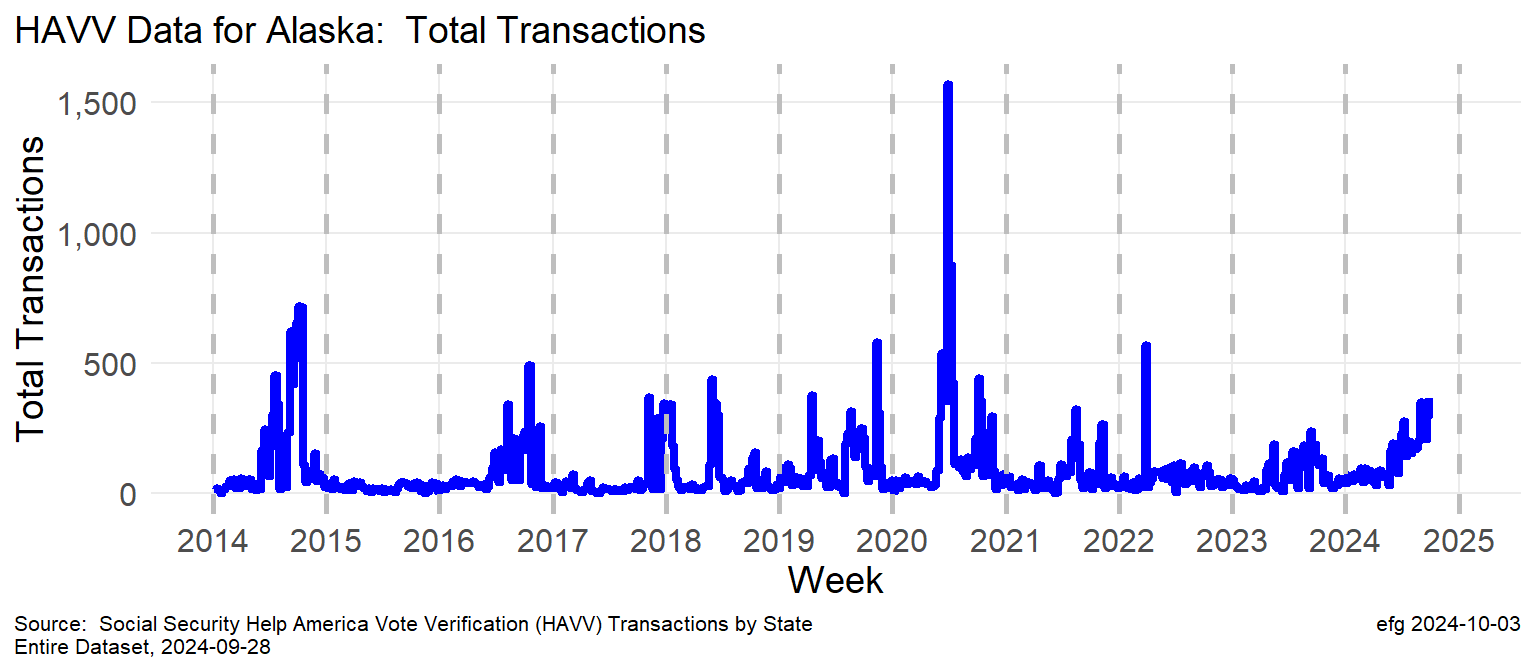 HAVV Data for Alaska:  Total Transactions
Total Transactions
1,500
1,000
500
0
2014 2015 2016 2017 2018 2019 2020 2021 2022 2023 2024 2025
Week
Source:  Social Security Help America Vote Verification (HAVV) Transactions by State
Entire Dataset, 2024-09-28
efg 2024-10-03